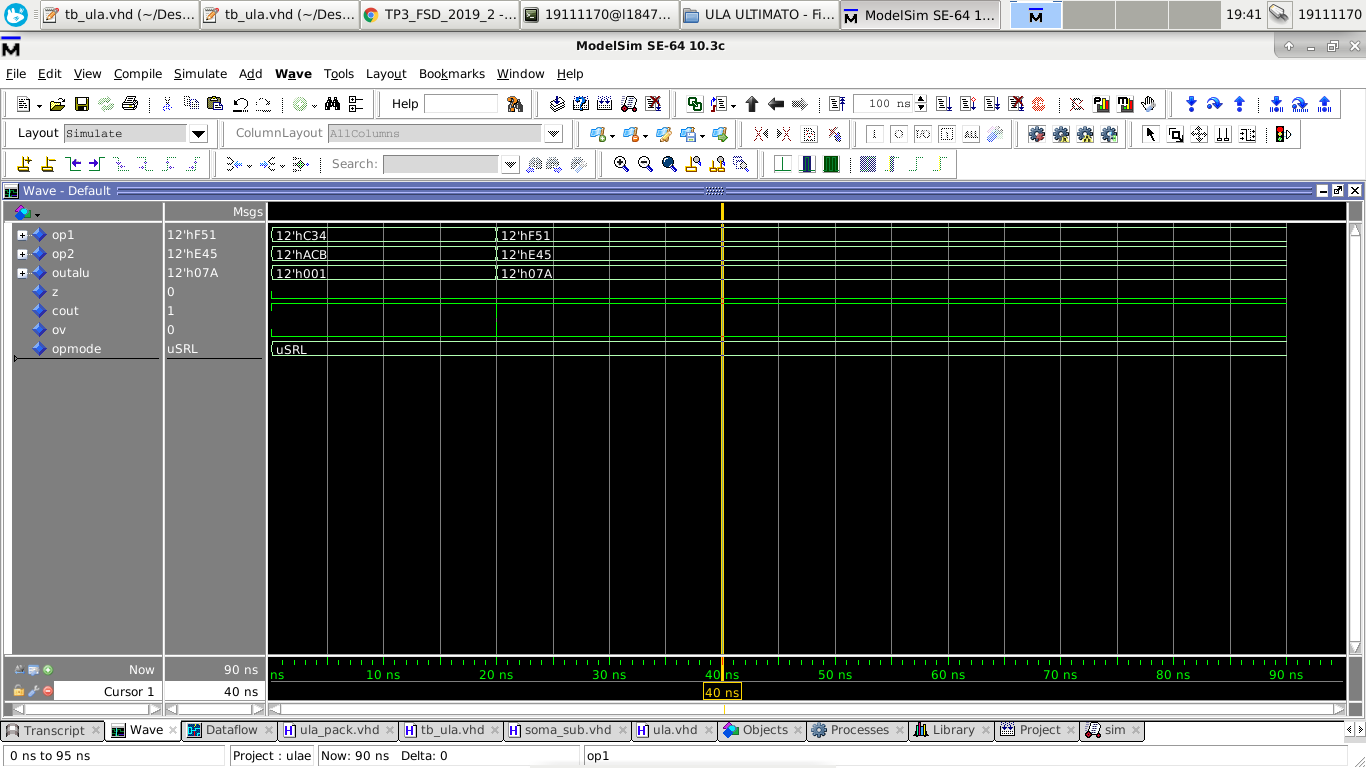 tb_ula.vhd (~/Des... tb_ula.vhd (~/Des... TP3_FSD_2019_2 -... 19111170@l1847... ULA ULTIMATO - Fi... ModelSim SE-64 1... 19:41 19111170
ModelSim SE-64 10.3c
File Edit View Compile Simulate Add Wave Tools Layout Bookmarks Window Help
Help 100 ns
Layout Simulate ColumnLayout AllColumns
Search:
Wave - Default
Msgs
op1 12'hF51 12'hC34 12'hF51
op2 12'hE45 12'hACB 12'hE45
outalu 12'h07A 12'h001 12'h07A
z 0
cout 1
ov 0
opmode uSRL uSRL
Now 90 ns ns 10 ns 20 ns 30 ns 40 ns 50 ns 60 ns 70 ns 80 ns 90 ns
Cursor 1 40 ns 40 ns
Transcript Wave Dataflow ula_pack.vhd tb_ula.vhd soma_sub.vhd ula.vhd Objects Processes Library Project sim
0 ns to 95 ns Project : ulae Now: 90 ns Delta: 0 op1